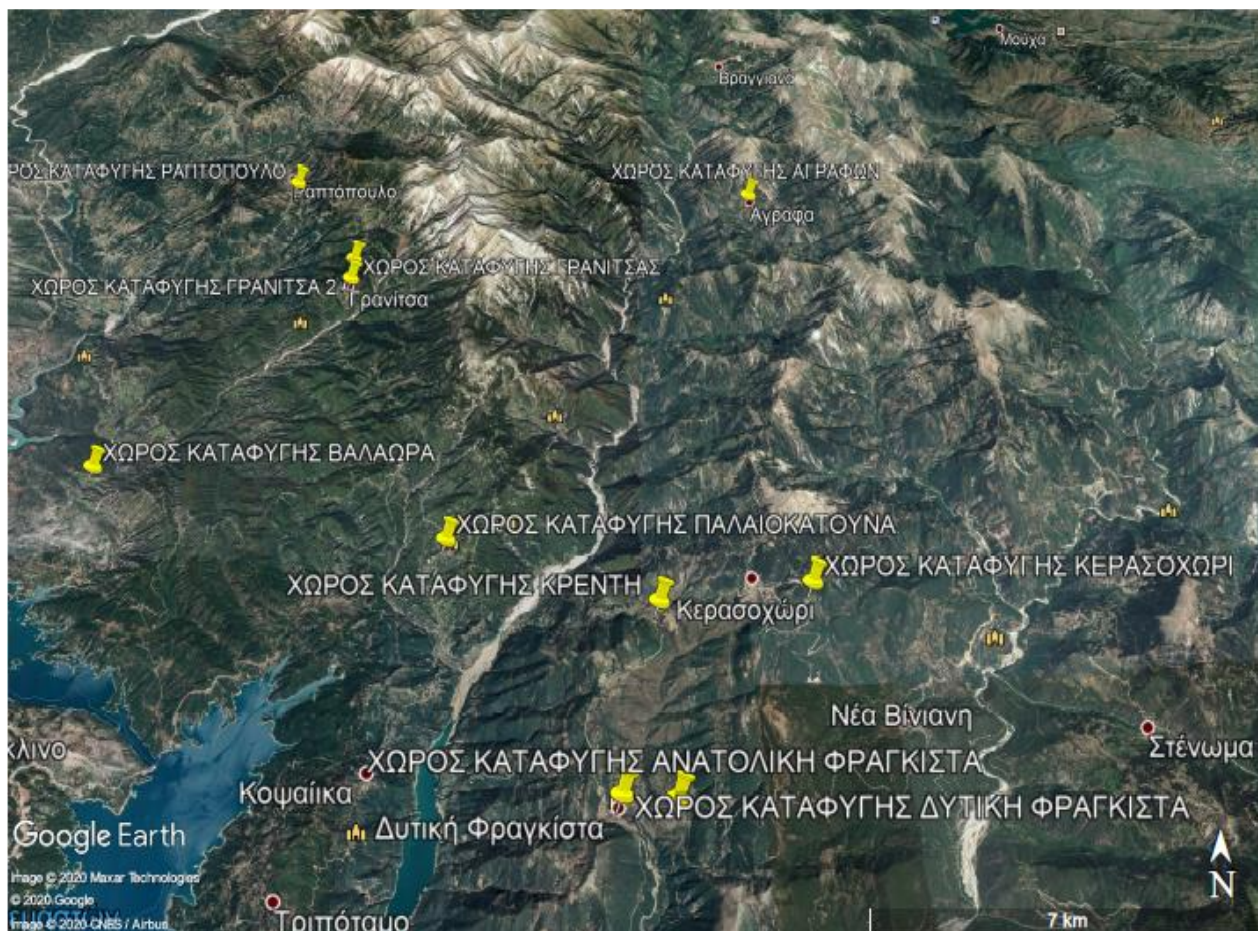 Μούχα
Βραγγιανά
ΡΟΣ ΚΑΤΑΦΥΓΗΣ ΡΑΠΤΟΠΟΥΛΟ
ΧΩΡΟΣ ΚΑΤΑΦΥΓΗΣ ΑΓΡΑΦΩΝ
Ραπτόπουλο
Άγραφα
ΧΩΡΟΣ ΚΑΤΑΦΥΓΗΣ ΓΡΑΝΙΤΣΑΣ
ΧΩΡΟΣ ΚΑΤΑΦΥΓΗΣ ΓΡΑΝΙΤΣΑ 2
Γρανίτσα
ΧΩΡΟΣ ΚΑΤΑΦΥΓΗΣ ΒΑΛΑΩΡΑ
ΧΩΡΟΣ ΚΑΤΑΦΥΓΗΣ ΠΑΛΑΙΟΚΑΤΟΥΝΑ
ΧΩΡΟΣ ΚΑΤΑΦΥΓΗΣ ΚΕΡΑΣΟΧΩΡΙ
ΧΩΡΟΣ ΚΑΤΑΦΥΓΗΣ ΚΡΕΝΤΗ
Κερασοχώρι
Νέα Βίνιανη
Στένωμα
χλινο
ΧΩΡΟΣ ΚΑΤΑΦΥΓΗΣ ΑΝΑΤΟΛΙΚΗ ΦΡΑΓΚΙΣΤΑ
Κοψαίικα
ΧΩΡΟΣ ΚΑΤΑΦΥΓΗΣ ΔΥΤΙΚΗ ΦΡΑΓΚΙΣΤΑ
Δυτική Φραγκίστα
Google Earth
Image © 2020 Maxar Technologies
© 2020 Google
Image © 2020 CNES / Airbus
Τριπόταμο
N
7 km